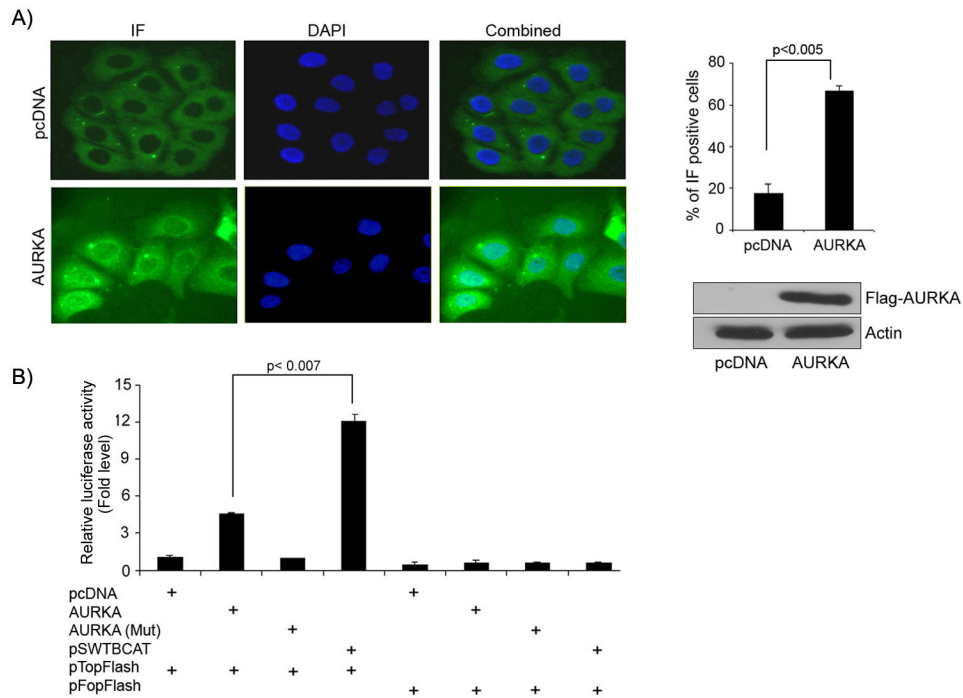 A)
IF DAPI Combined
pcDNA
AURKA
p<0.005
% of IF positive cells
80
60
40
20
0
pcDNA AURKA
Flag-AURKA
Actin
pcDNA AURKA
B)
p< 0.007
Relative luciferase activity
(Fold level)
15
12
9
6
3
0
pcDNA + +
AURKA + +
AURKA (Mut) + +
pSWTBCAT + +
pTopFlash + + + +
pFopFlash + + + +